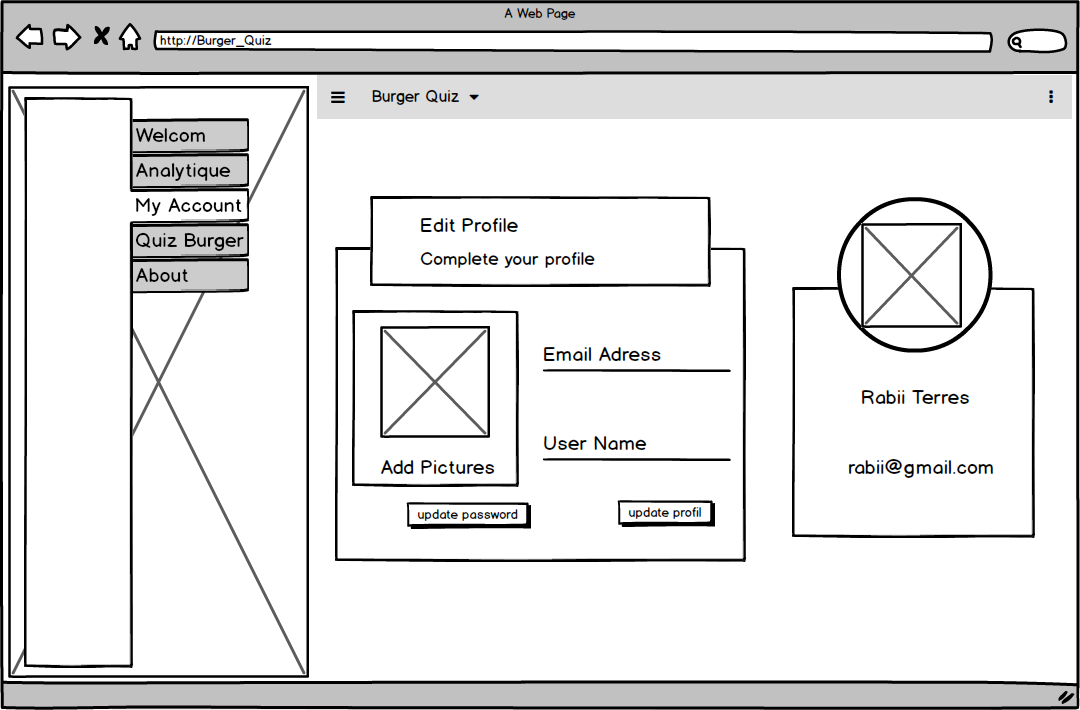 A Web Page
http://Burger_Quiz
Burger Quiz
Welcom
Analytique
My Account
Quiz Burger
About
Edit Profile
Complete your profile
Add Pictures
Email Adress
User Name
update password
update profil
Rabii Terres
rabii@gmail.com